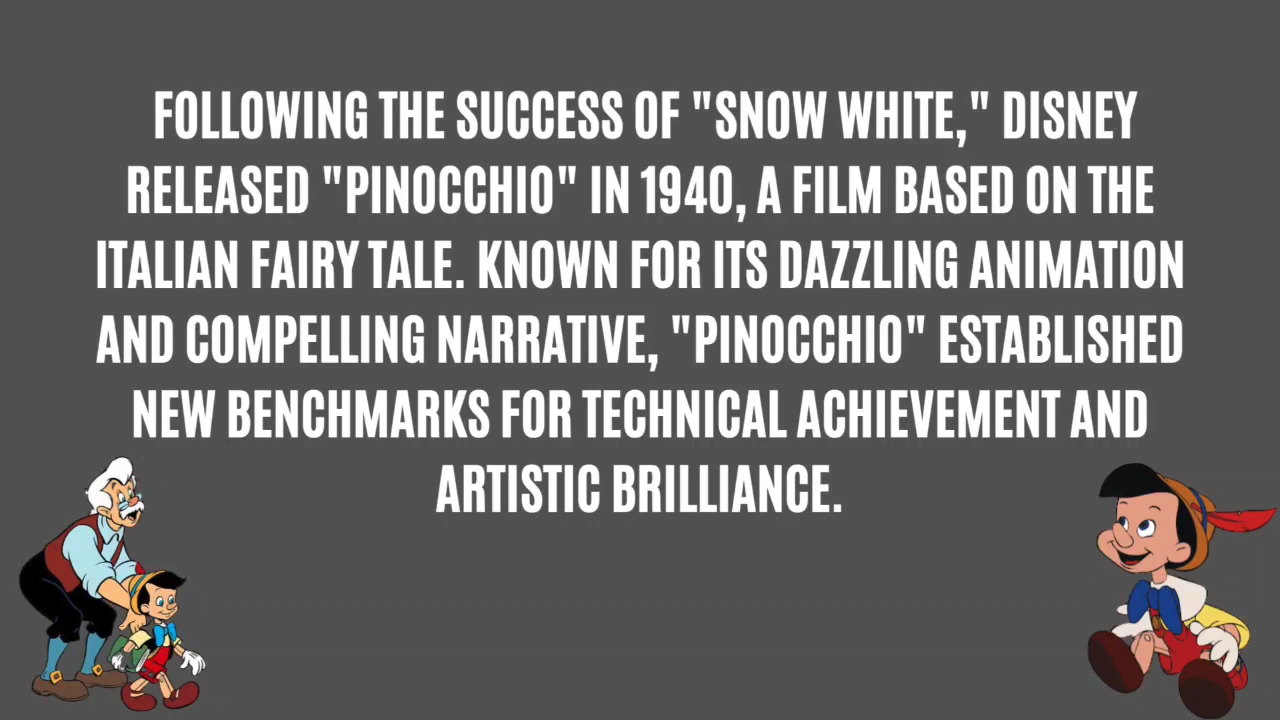 FOLLOWING THE SUCCESS OF "SNOW WHITE," DISNEY
RELEASED "PINOCCHIO" IN 1940, A FILM BASED ON THE
ITALIAN FAIRY TALE. KNOWN FOR ITS DAZZLING ANIMATION
AND COMPELLING NARRATIVE, "PINOCCHIO" ESTABLISHED
NEW BENCHMARKS FOR TECHNICAL ACHIEVEMENT AND
ARTISTIC BRILLIANCE.